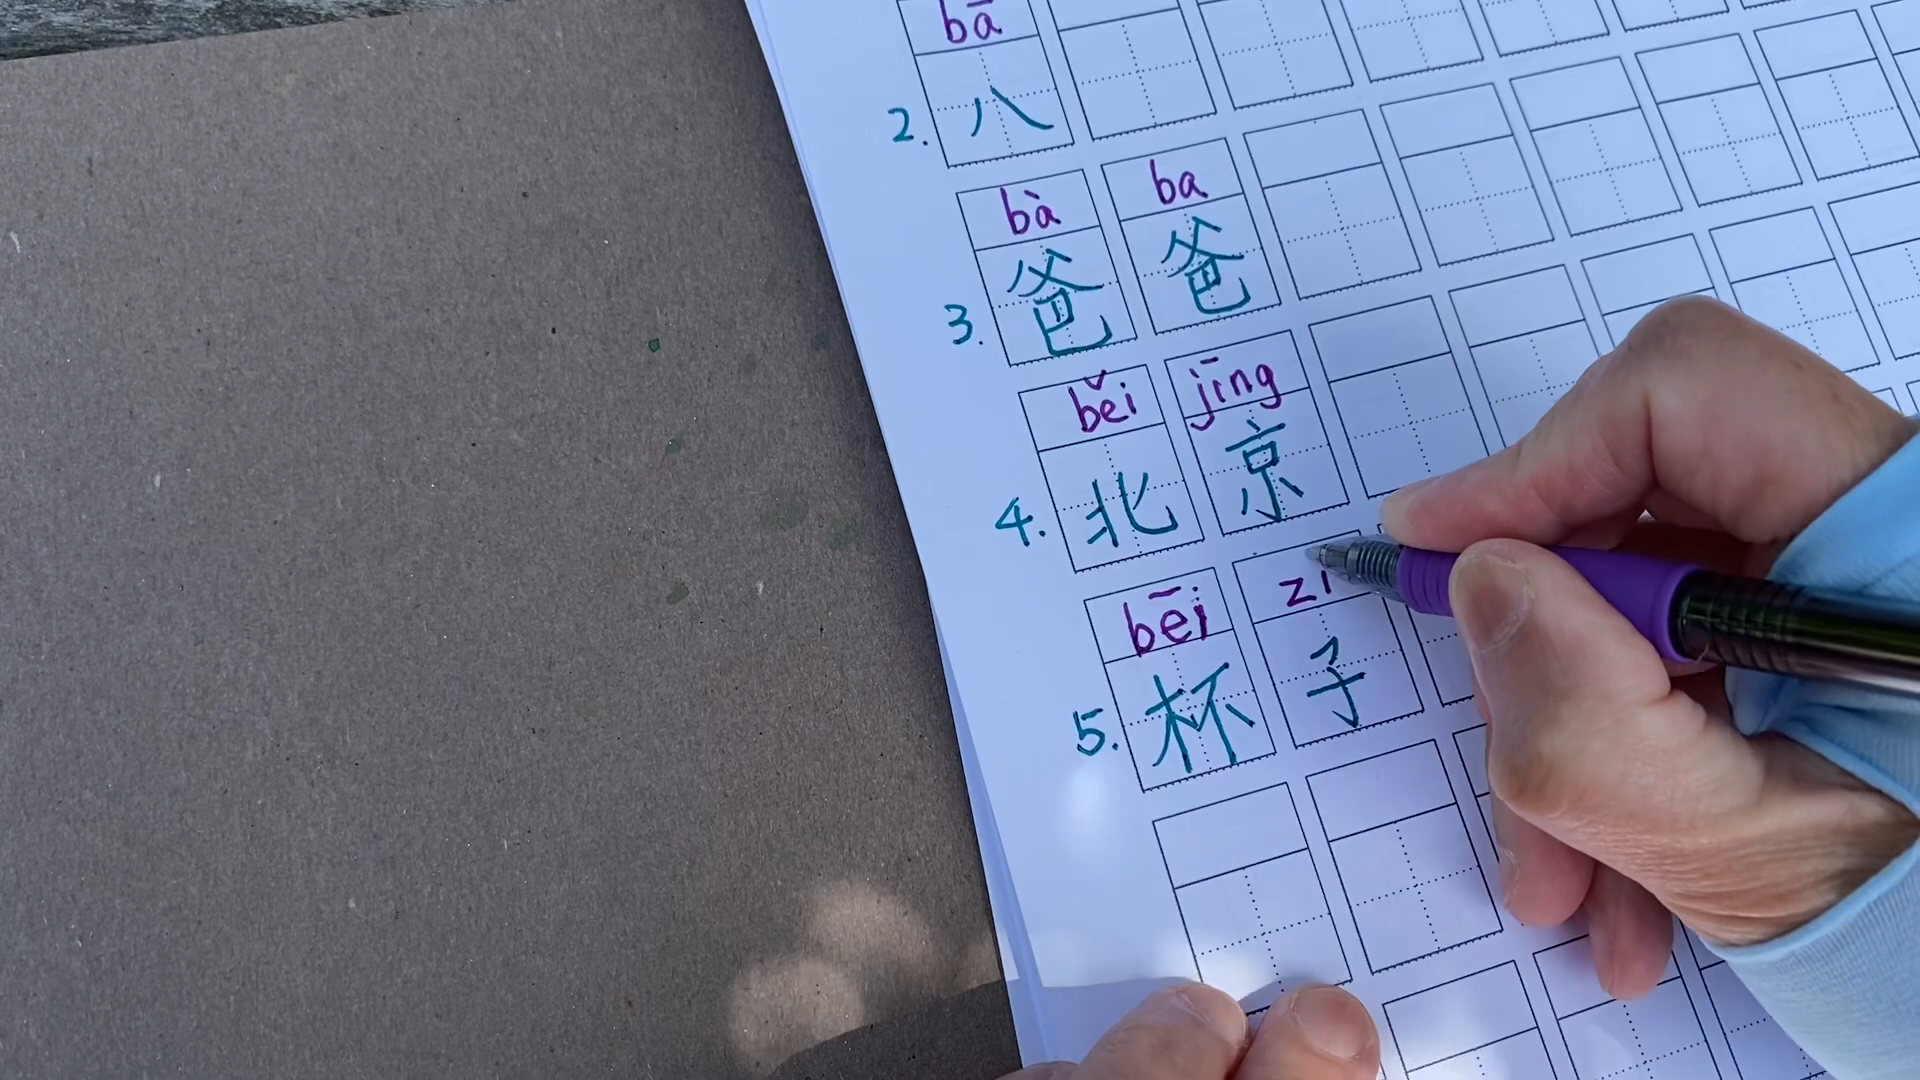 bā
2. 八
bà ba
3. 爸 爸
běi jīng
4. 北 京
bēi zi
5. 杯 子